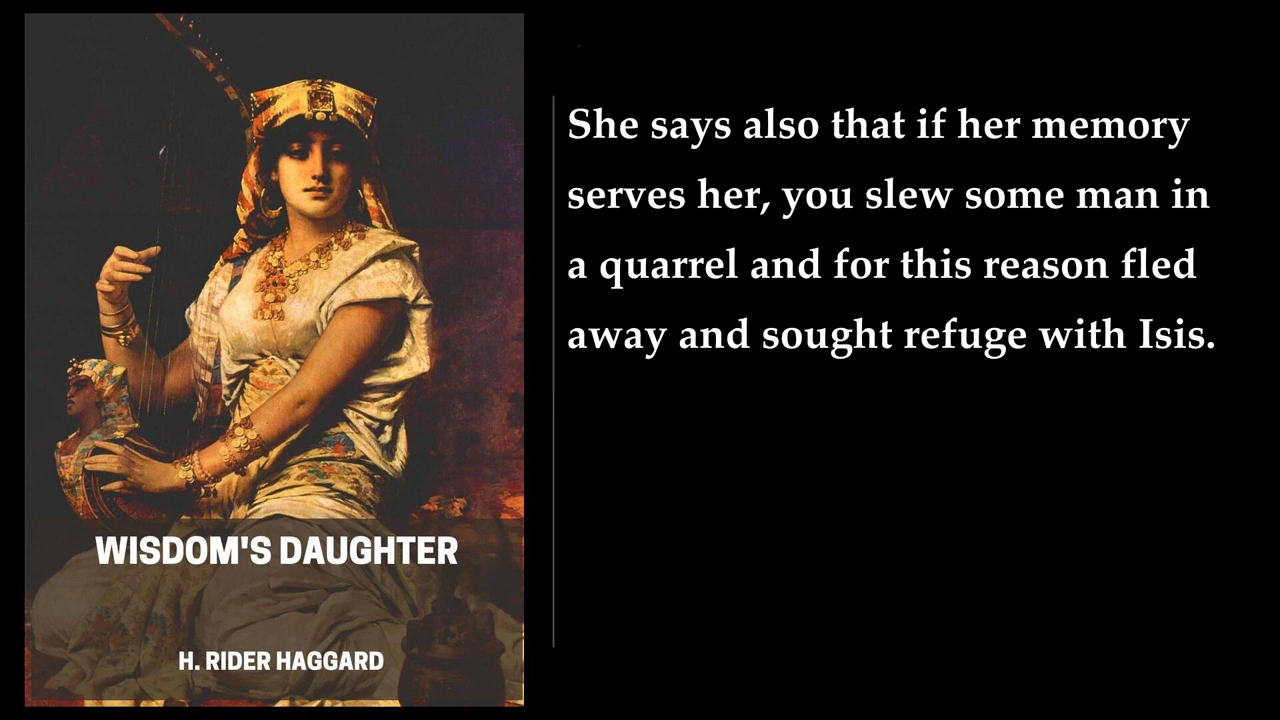 WISDOM'S DAUGHTER
H. RIDER HAGGARD
She says also that if her memory
serves her, you slew some man in
a quarrel and for this reason fled
away and sought refuge with Isis.